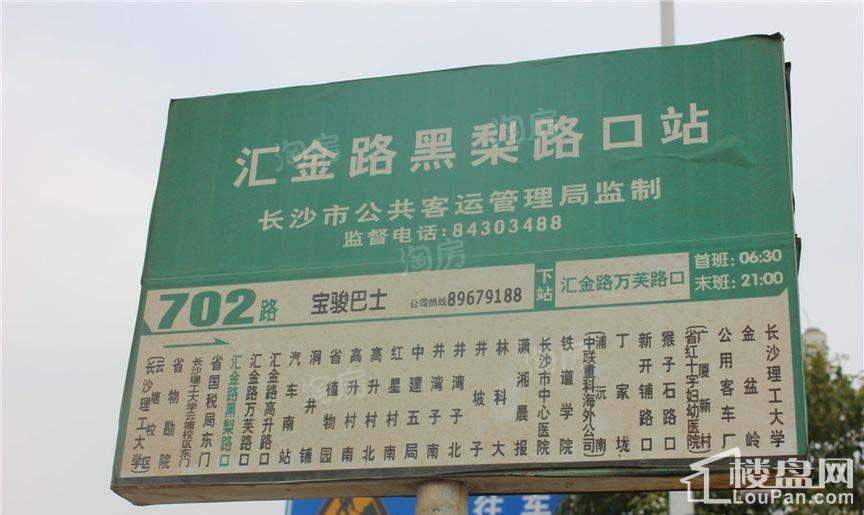 汇金路黑梨路口站
长沙市公共客运管理局监制
监督电话:84303488
702路
宝骏巴士
公司热线89679188
下站
汇金路万芙路口
首班:06:30
末班:21:00
长沙理工大学(云塘校区)
省物勘院
长沙理工大学云塘校区东门
省国税局东门
汇金路黑梨路口
汇金路万芙路口
汇金路高升路口
汽车南站
洞井铺
省植物园
高升村南
高升村北
红星村南
中建五局
井湾子南
井湾子北
井坡子
林科大
潇湘晨报
长沙市中心医院
铁道学院
(中联重科海外公司)
浦沅南
丁家垅
新开铺路口
猴子石路口
(省红十字妇幼医院)
广厦新村
公用客车厂
金盆岭
长沙理工大学
往车
淘房
淘房
淘房
楼盘网
LouPan.com